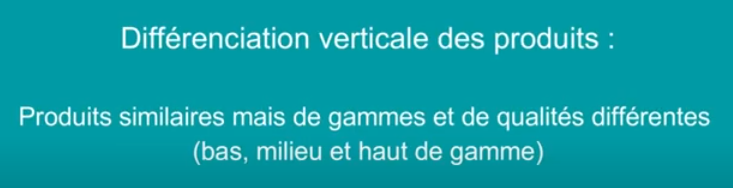 Différenciation verticale des produits :
Produits similaires mais de gammes et de qualités différentes
(bas, milieu et haut de gamme)